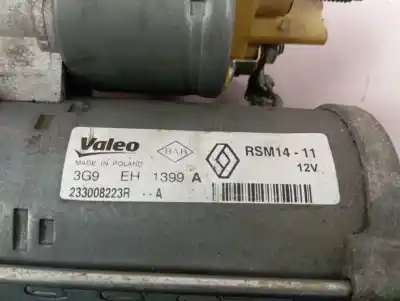 Valeo
MADE IN POLAND
RSM14-11
12V
3G9 EH 1399 A
233008223R --A